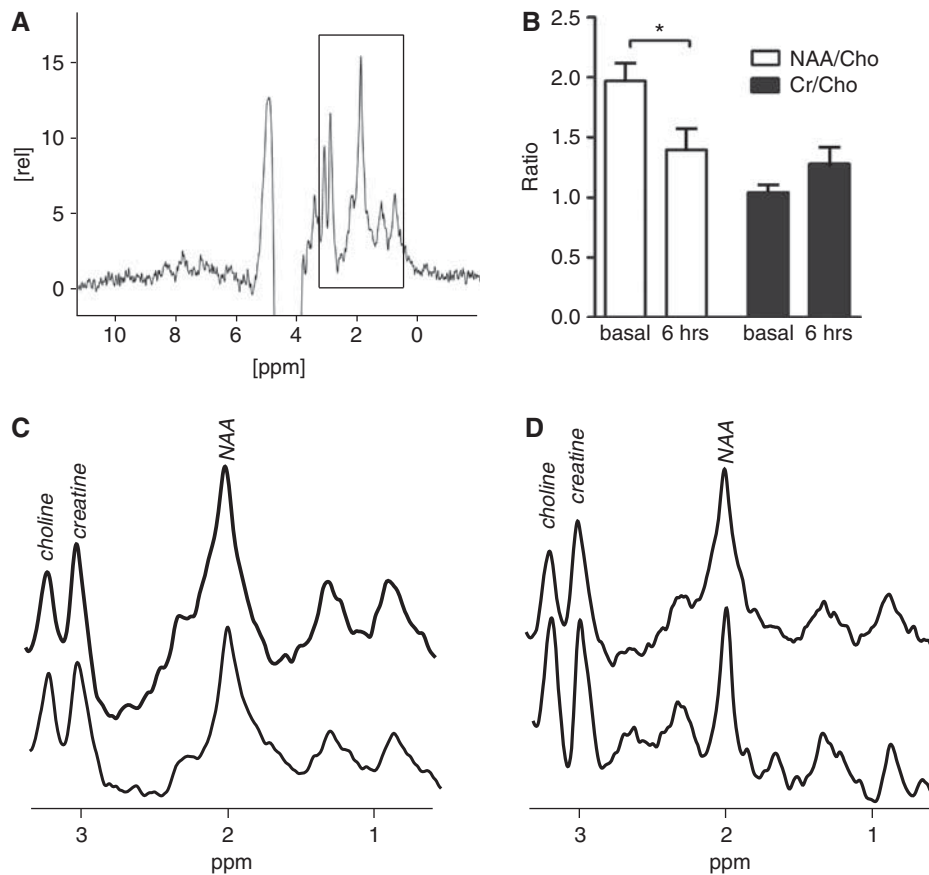 A
[rel]
15
10
5
0
10 8 6 4 2 0
[ppm]
B
Ratio
2.5
2.0
1.5
1.0
0.5
0.0
*
NAA/Cho
Cr/Cho
basal 6 hrs basal 6 hrs
C
choline
creatine
NAA
3 2 1
ppm
D
choline
creatine
NAA
3 2 1
ppm